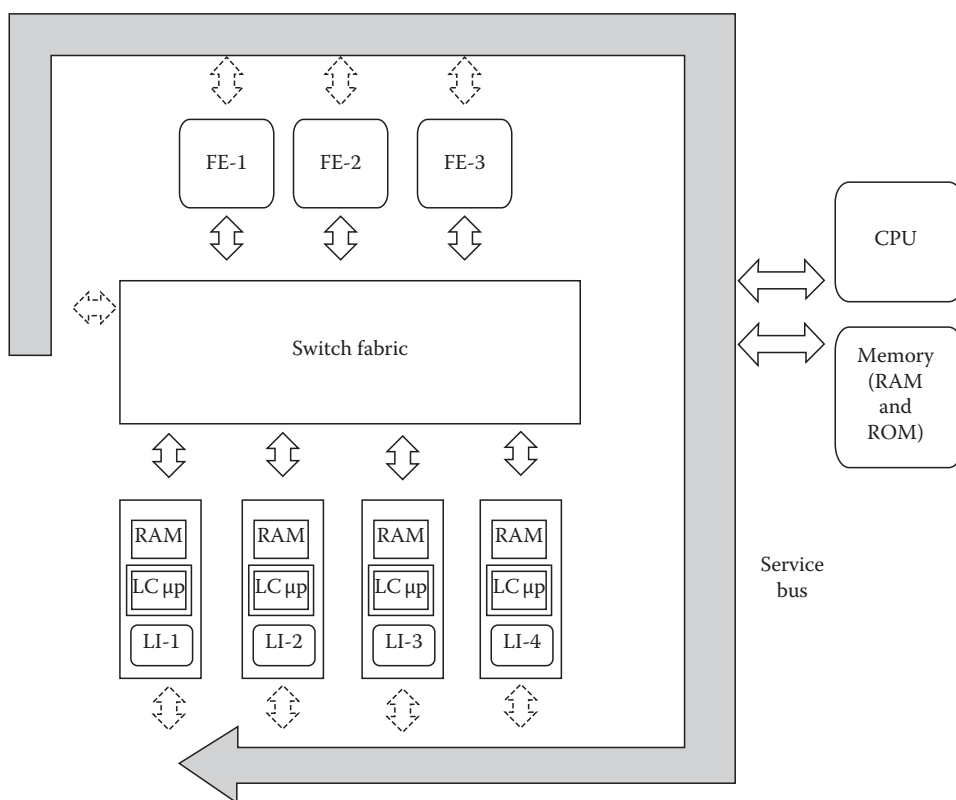 FE-1
FE-2
FE-3
CPU
Switch fabric
Memory
(RAM
and
ROM)
RAM
RAM
RAM
RAM
LC μp
LC μp
LC μp
LC μp
LI-1
LI-2
LI-3
LI-4
Service
bus